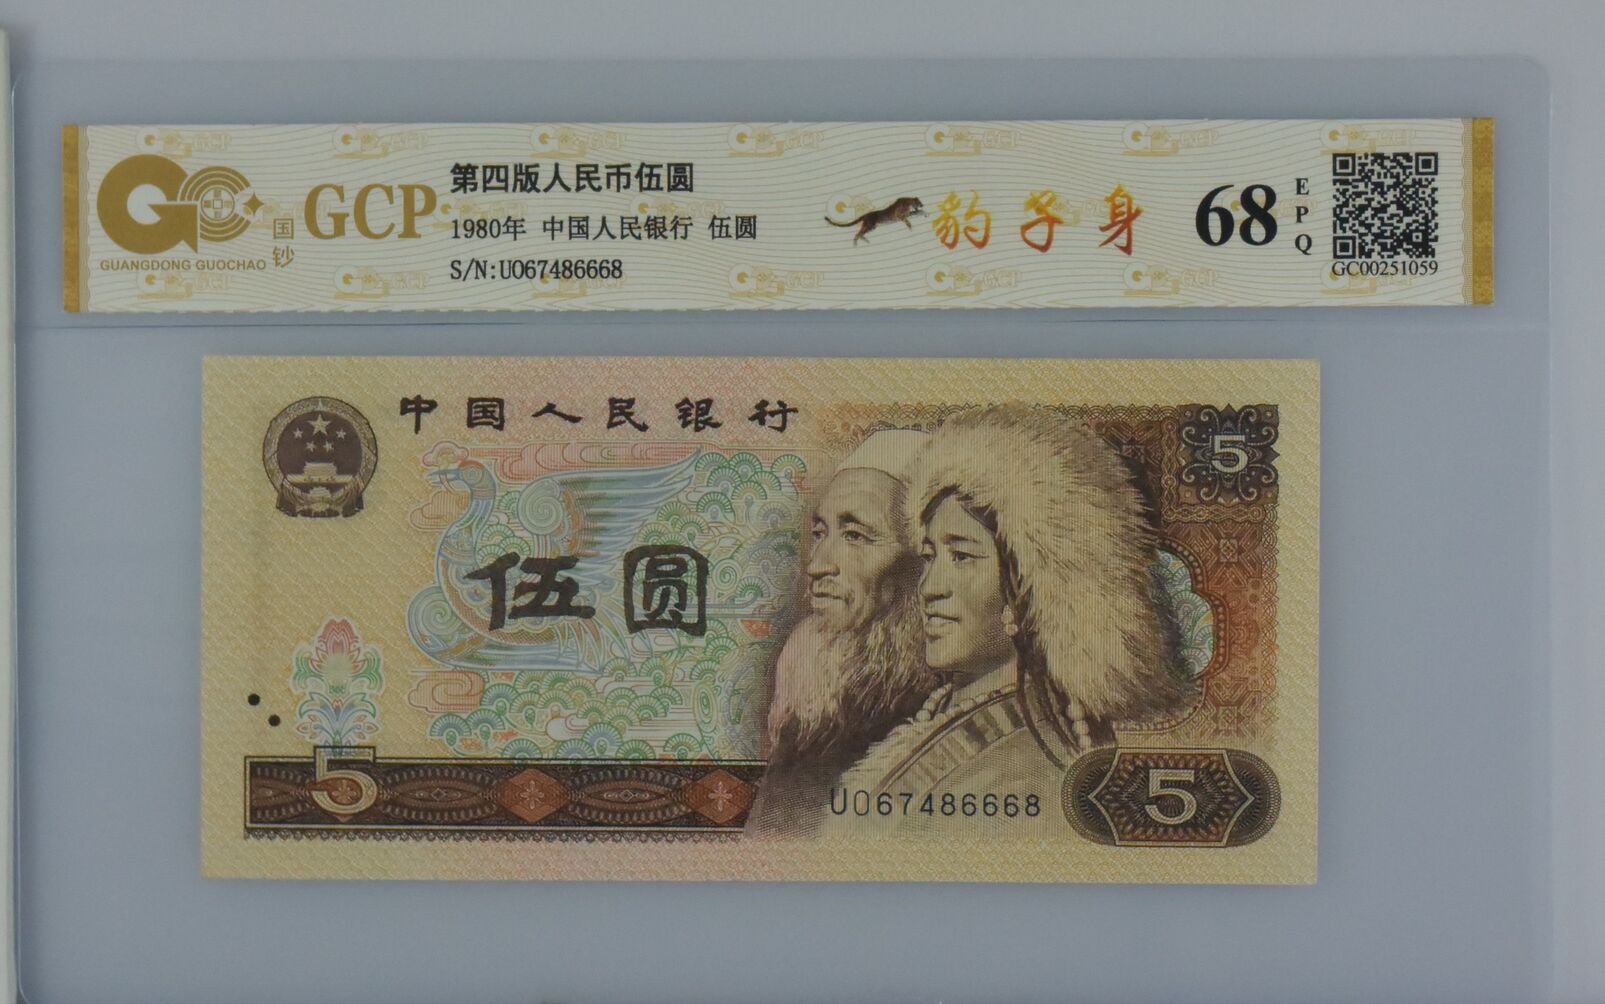 GUANGDONG GUOCHAO
国钞
GCP
第四版人民币伍圆
1980年 中国人民银行 伍圆
S/N:UO67486668
豹子身
68
EPQ
GC00251059
中国人民银行
5
伍圆
5
UO67486668
5